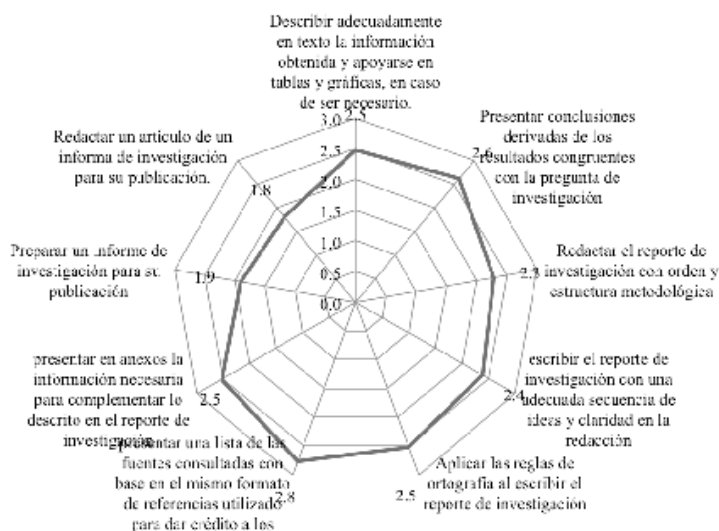 Describir adecuadamente
en texto la información
obtenida y apoyarse en
tablas y gráficas, en caso
de ser necesario.
2.5
3.0
2.5
2.0
1.5
1.0
0.5
0.0
Presentar conclusiones
derivadas de los
resultados congruentes
con la pregunta de
investigación
2.6
Redactar el reporte de
investigación con orden y
estructura metodológica
2.3
escribir el reporte de
investigación con una
adecuada secuencia de
ideas y claridad en la
redacción
2.4
Aplicar las reglas de
ortografía al escribir el
reporte de investigación
2.5
presentar una lista de las
fuentes consultadas con
base en el mismo formato
de referencias utilizado
para dar crédito a los
2.8
presentar en anexos la
información necesaria
para complementar lo
descrito en el reporte de
investigación
2.5
Preparar un informe de
investigación para su
publicación
1.9
Redactar un artículo de un
informa de investigación
para su publicación.
1.8